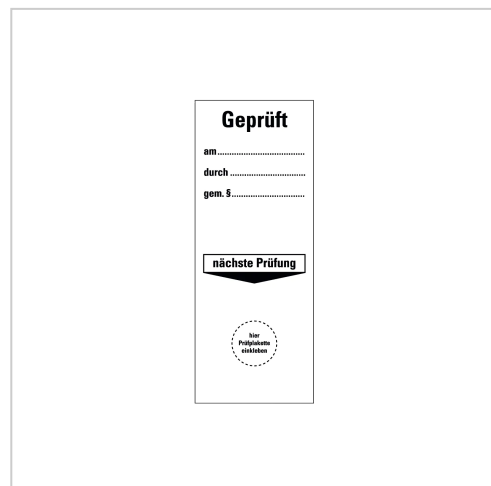 Geprüft
am....................................
durch ................................
gem. §..............................
nächste Prüfung
hier
Prüfplakette
einkleben